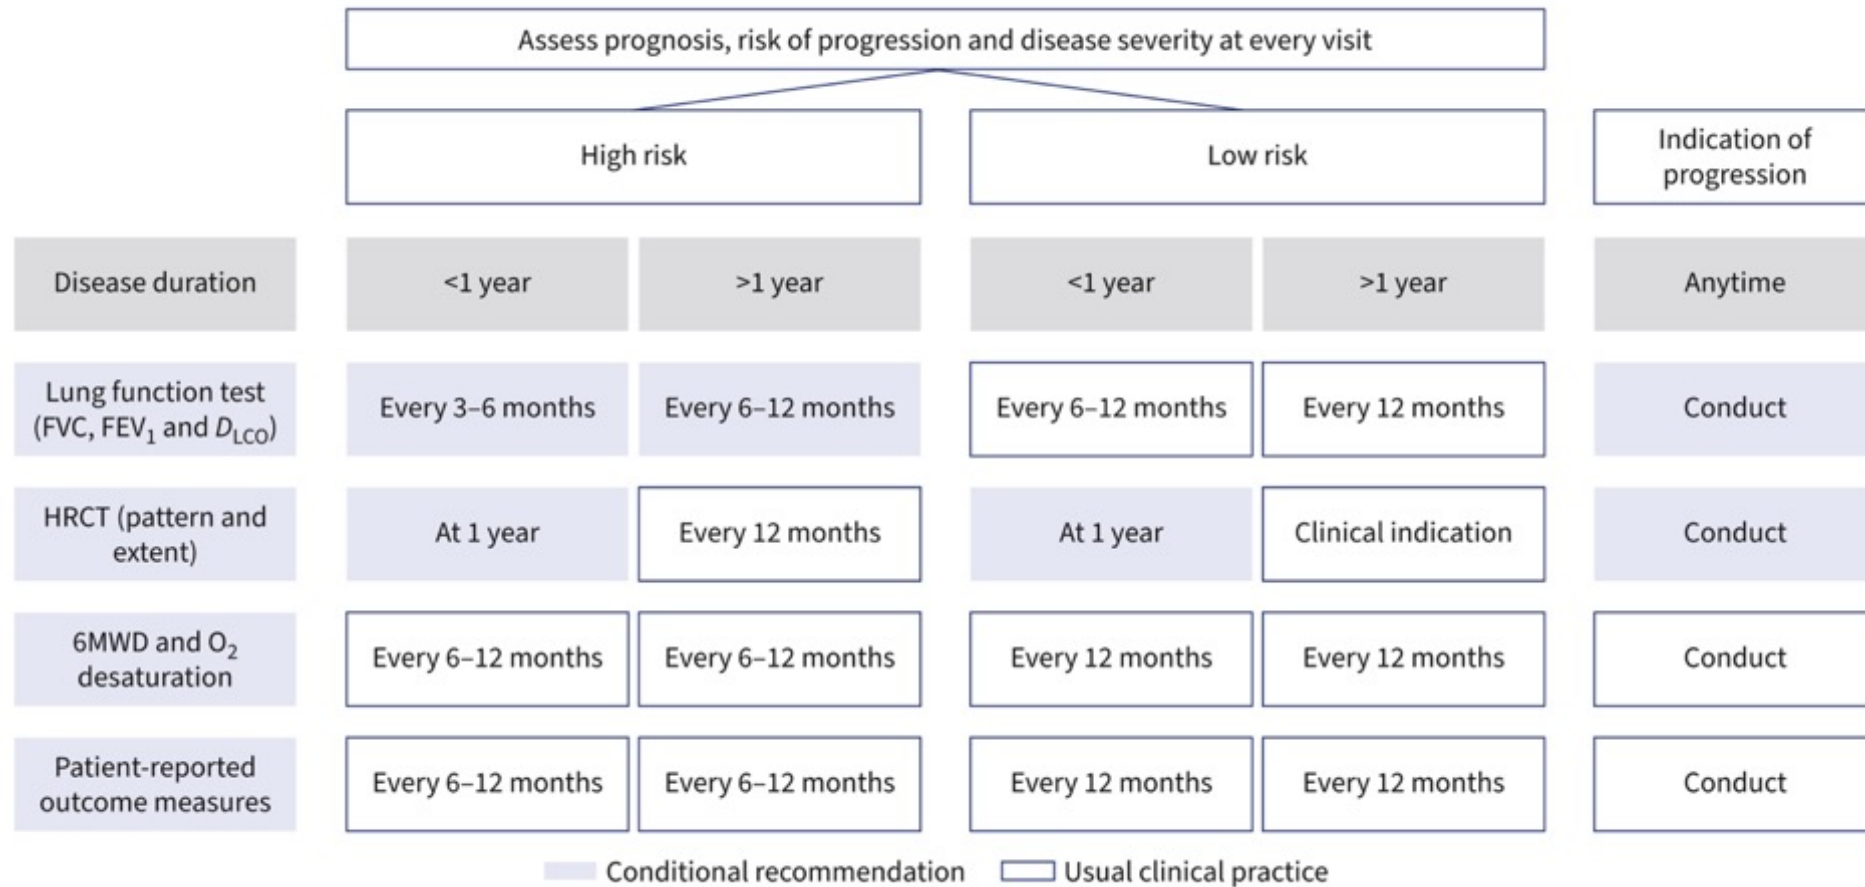 Assess prognosis, risk of progression and disease severity at every visit
High risk
Low risk
Indication of
progression
Disease duration
<1 year
>1 year
<1 year
>1 year
Anytime
Lung function test
(FVC, FEV₁ and D_LCO)
Every 3–6 months
Every 6–12 months
Every 6–12 months
Every 12 months
Conduct
HRCT (pattern and
extent)
At 1 year
Every 12 months
At 1 year
Clinical indication
Conduct
6MWD and O₂
desaturation
Every 6–12 months
Every 6–12 months
Every 12 months
Every 12 months
Conduct
Patient-reported
outcome measures
Every 6–12 months
Every 6–12 months
Every 12 months
Every 12 months
Conduct
Conditional recommendation
Usual clinical practice